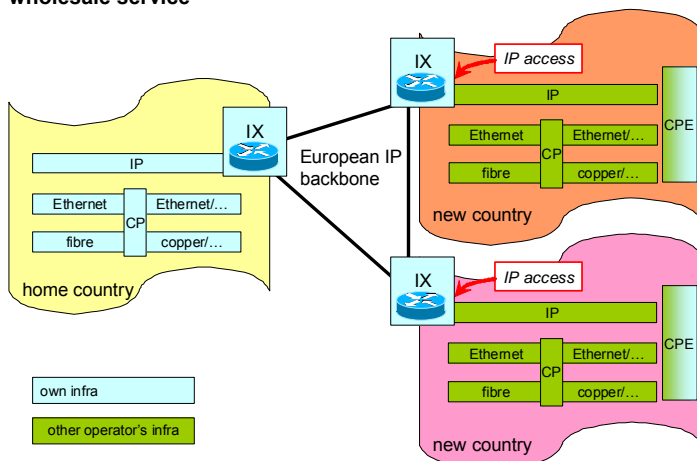 wholesale service
IX
IP access
IP
Ethernet
Ethernet/…
CP
fibre
copper/…
CPE
new country
IX
European IP
backbone
IP
Ethernet
Ethernet/…
CP
fibre
copper/…
home country
IX
IP access
IP
Ethernet
Ethernet/…
CP
fibre
copper/…
CPE
new country
own infra
other operator's infra